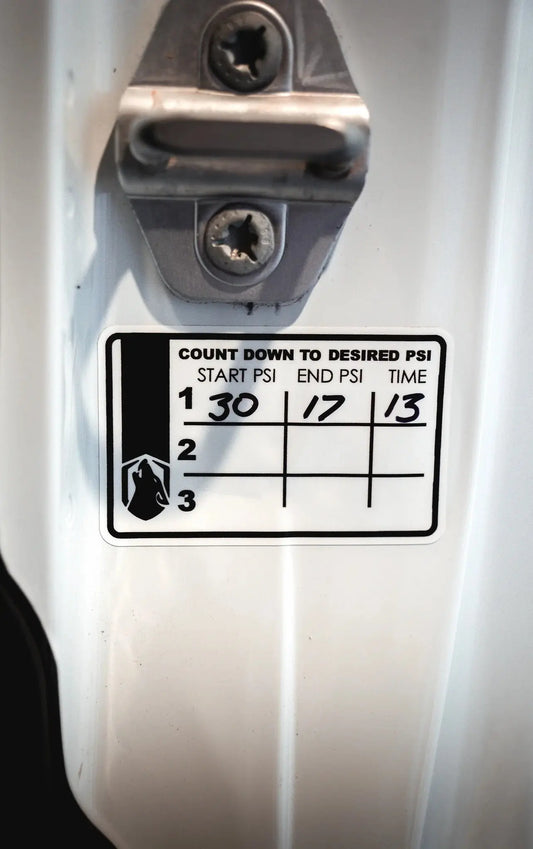 COUNT DOWN TO DESIRED PSI
START PSI END PSI TIME
1 30 17 13
2
3